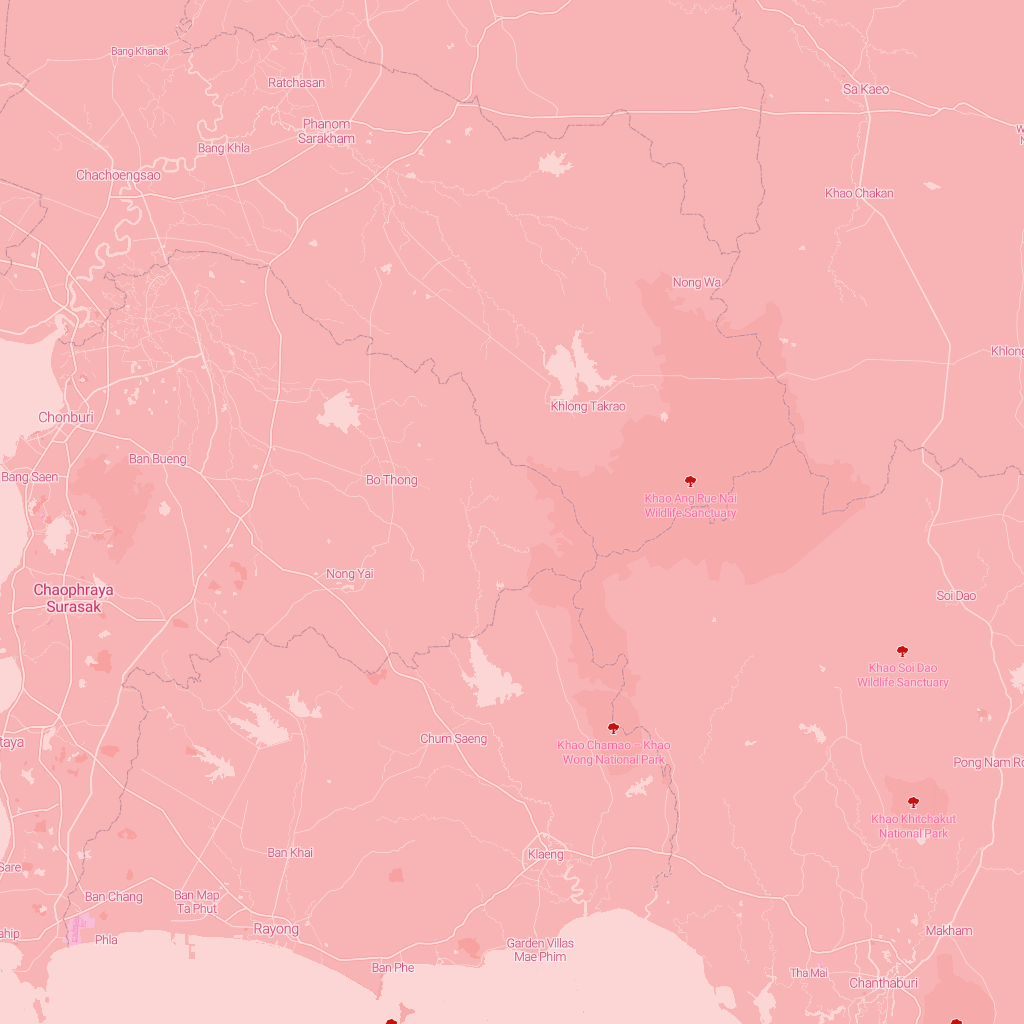 Bang Khanak
Ratchasan
Sa Kaeo
Phanom
Sarakham
Bang Khla
Chachoengsao
Khao Chakan
Nong Wa
Khlong
Khlong Takrao
Chonburi
Ban Bueng
Bang Saen
Bo Thong
Khao Ang Rue Nai
Wildlife Sanctuary
Nong Yai
Chaophraya
Surasak
Soi Dao
Khao Soi Dao
Wildlife Sanctuary
Chum Saeng
taya
Khao Chamao – Khao
Wong National Park
Pong Nam Ro
Khao Khitchakut
National Park
Klaeng
Ban Khai
Sare
Ban Chang
Ban Map
Ta Phut
Rayong
Phla
ahip
Garden Villas
Mae Phim
Makham
Ban Phe
Tha Mai
Chanthaburi